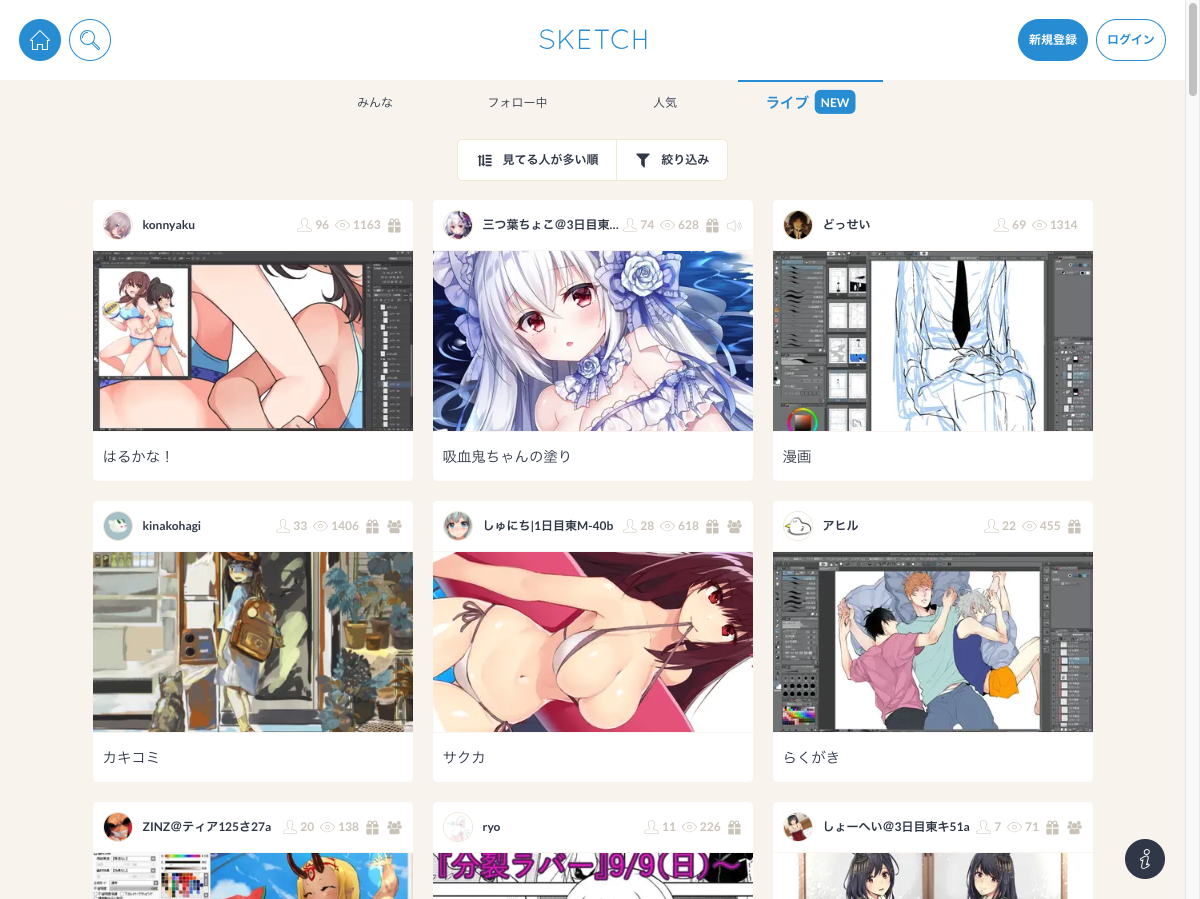 SKETCH
新規登録
ログイン
みんな
フォロー中
人気
ライブ NEW
見てる人が多い順
絞り込み
konnyaku 96 1163
はるかな！
三つ葉ちょこ@3日目東... 74 628
吸血鬼ちゃんの塗り
どっせい 69 1314
漫画
kinakohagi 33 1406
カキコミ
しゅにち|1日目東M-40b 28 618
サクカ
アヒル 22 455
らくがき
ZINZ@ティア125さ27a 20 138
ryo 11 226
『分裂ラバー』9/9(日)〜
しょーへい@3日目東キ51a 7 71